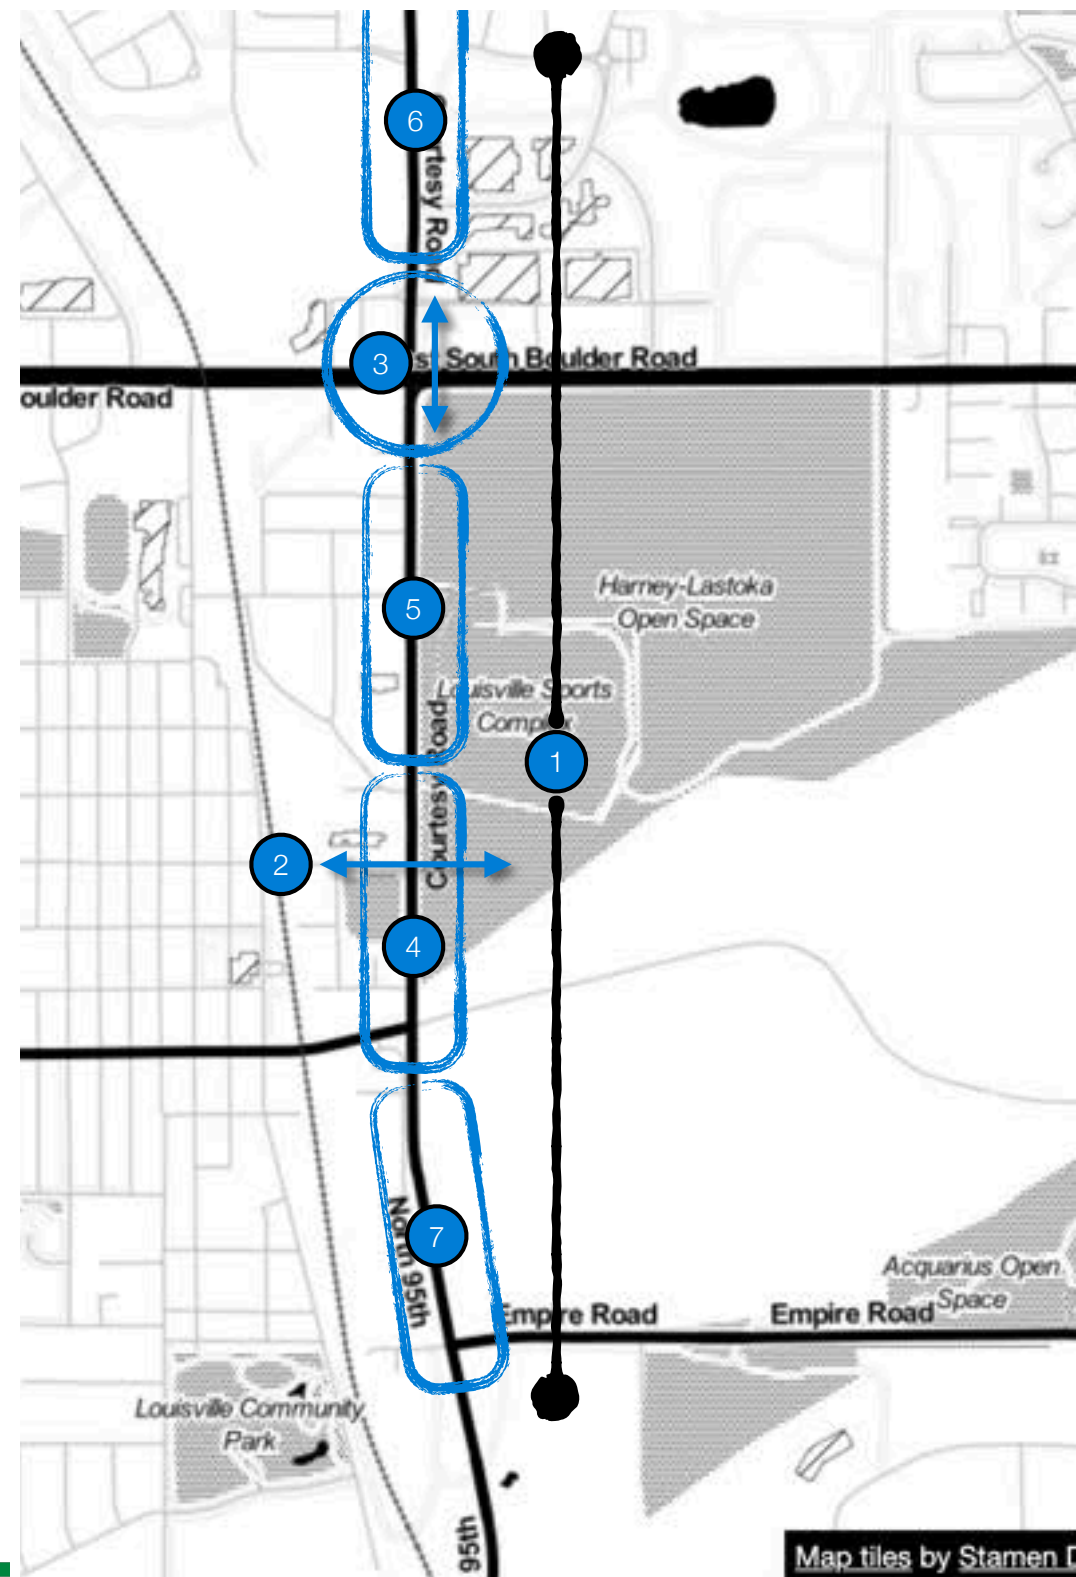 6
rtesy Road
3
st South Boulder Road
oulder Road
5
Harney-Lastoka
Open Space
Louisville Sports
Complex
1
Courtesy Road
2
4
7
North 95th
Acquarius Open
Space
Empire Road
Empire Road
Louisville Community
Park
95th
Map tiles by Stamen D